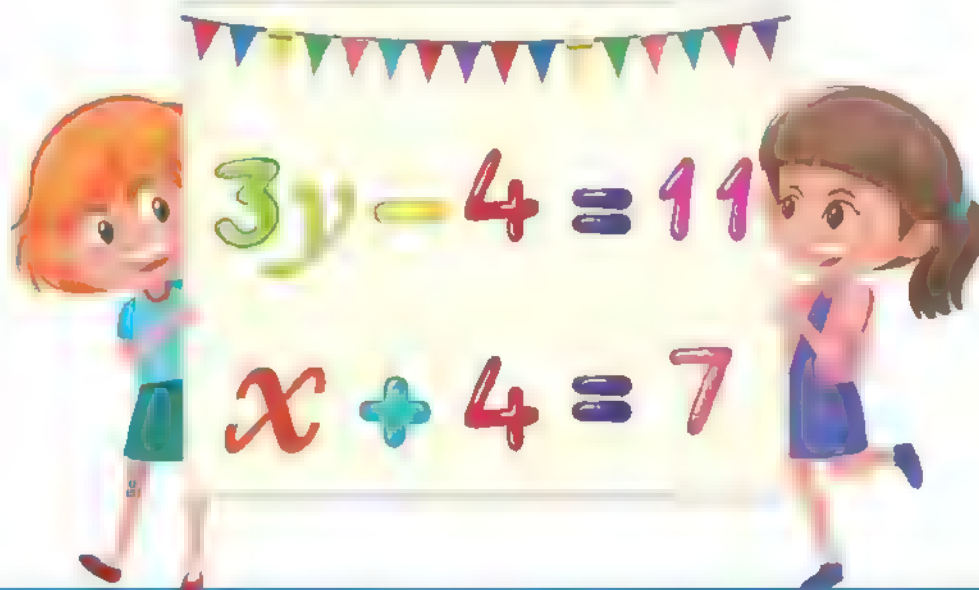 3y - 4 = 11
x + 4 = 7